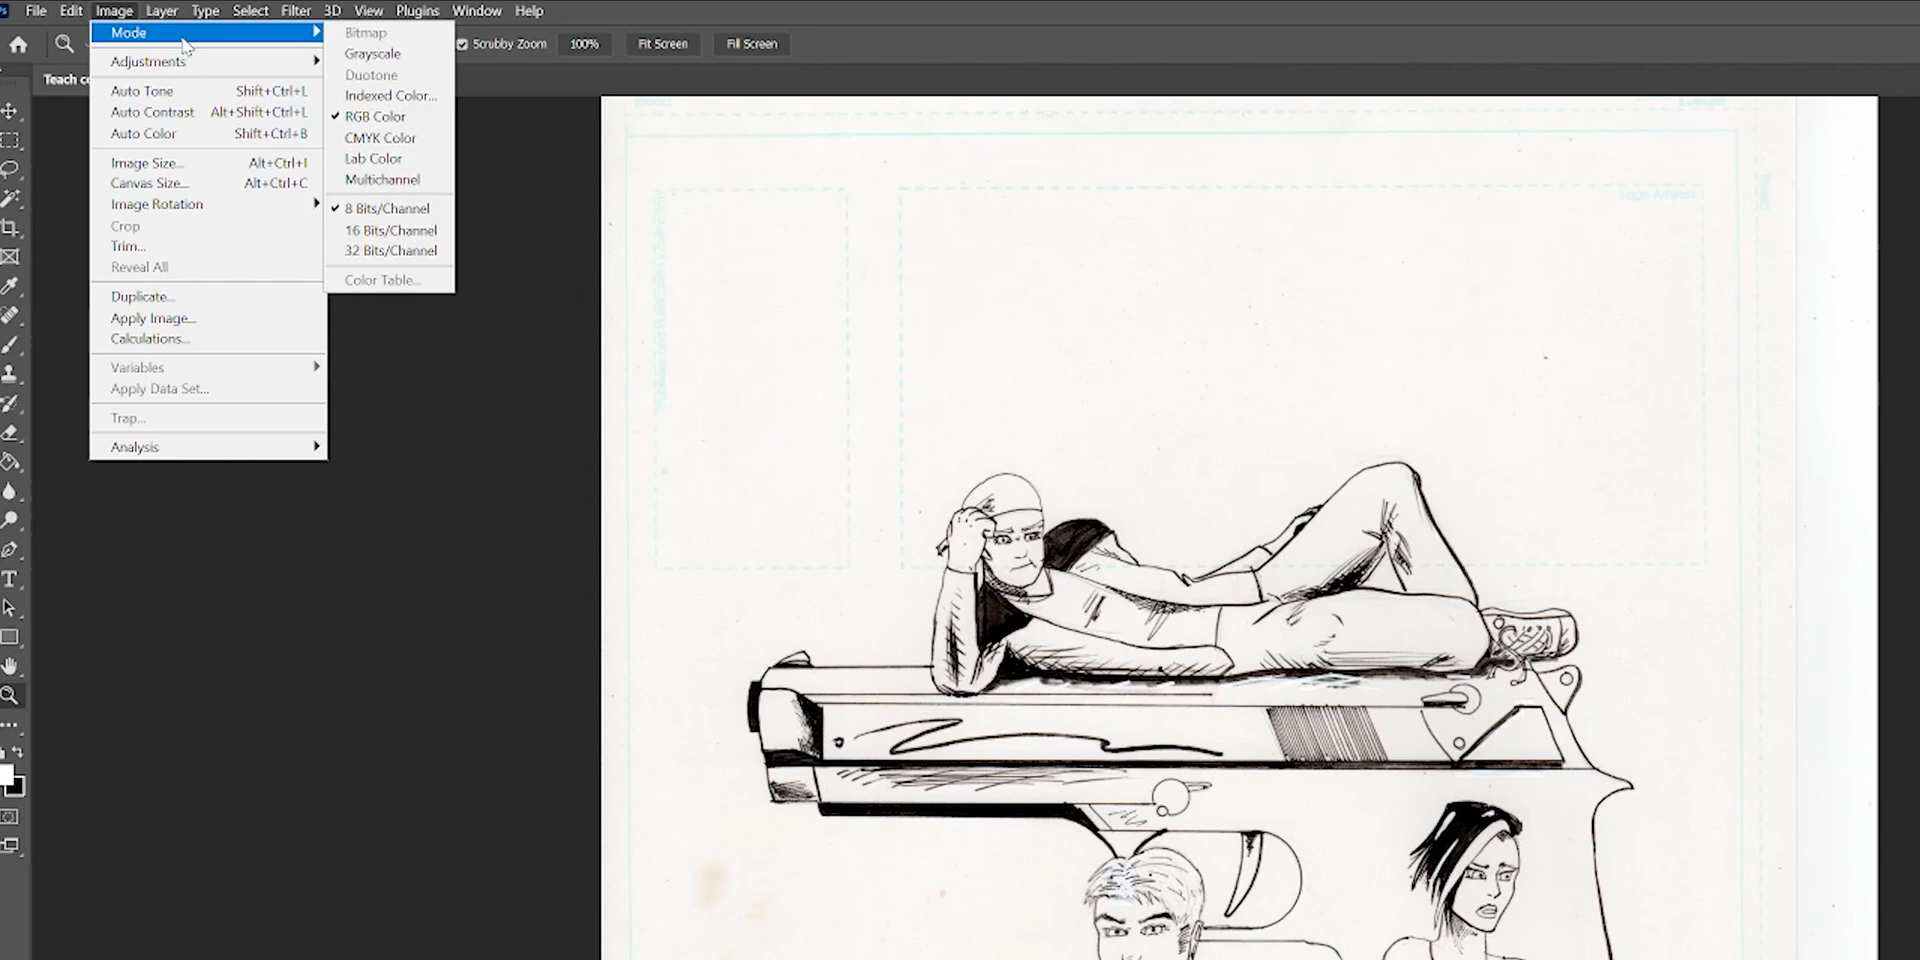 Ps File Edit Image Layer Type Select Filter 3D View Plugins Window Help
Scrubby Zoom 100% Fit Screen Fill Screen
Teach co
Mode
Adjustments
Auto Tone Shift+Ctrl+L
Auto Contrast Alt+Shift+Ctrl+L
Auto Color Shift+Ctrl+B
Image Size... Alt+Ctrl+I
Canvas Size... Alt+Ctrl+C
Image Rotation
Crop
Trim...
Reveal All
Duplicate...
Apply Image...
Calculations...
Variables
Apply Data Set...
Trap...
Analysis
Bitmap
Grayscale
Duotone
Indexed Color...
RGB Color
CMYK Color
Lab Color
Multichannel
8 Bits/Channel
16 Bits/Channel
32 Bits/Channel
Color Table...
T